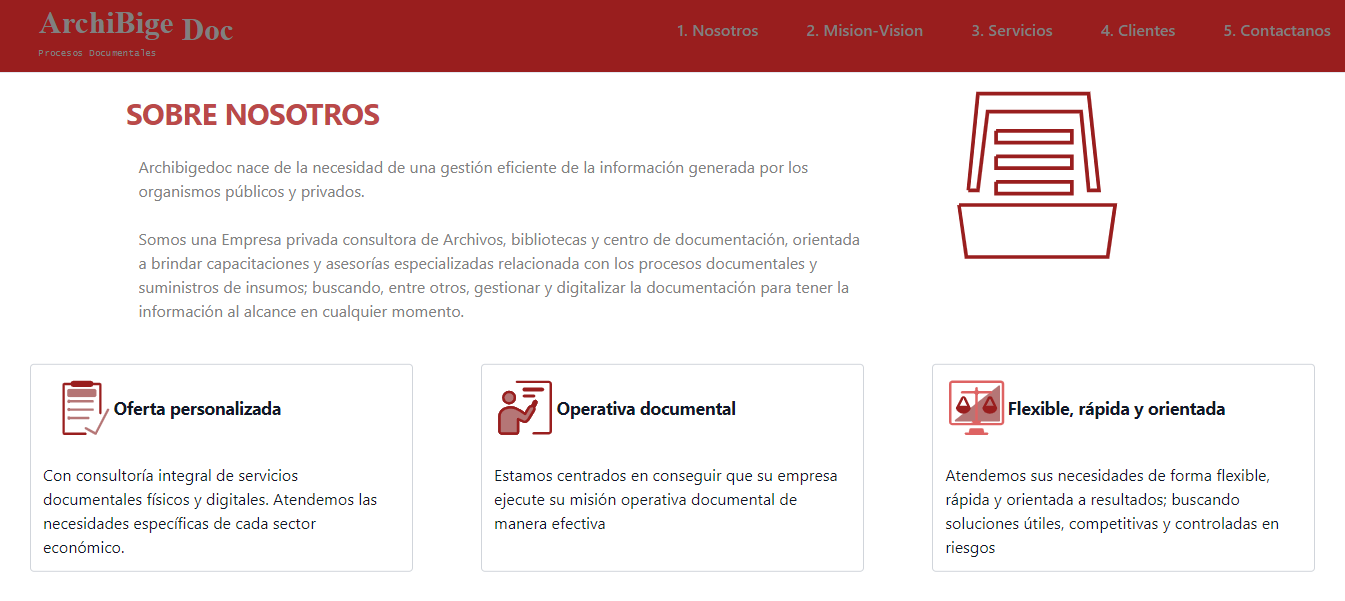 ArchiBige Doc
Procesos Documentales
1. Nosotros
2. Mision-Vision
3. Servicios
4. Clientes
5. Contactanos
SOBRE NOSOTROS
Archibigedoc nace de la necesidad de una gestión eficiente de la información generada por los
organismos públicos y privados.
Somos una Empresa privada consultora de Archivos, bibliotecas y centro de documentación, orientada
a brindar capacitaciones y asesorías especializadas relacionada con los procesos documentales y
suministros de insumos; buscando, entre otros, gestionar y digitalizar la documentación para tener la
información al alcance en cualquier momento.
Oferta personalizada
Con consultoría integral de servicios
documentales físicos y digitales. Atendemos las
necesidades específicas de cada sector
económico.
Operativa documental
Estamos centrados en conseguir que su empresa
ejecute su misión operativa documental de
manera efectiva
Flexible, rápida y orientada
Atendemos sus necesidades de forma flexible,
rápida y orientada a resultados; buscando
soluciones útiles, competitivas y controladas en
riesgos